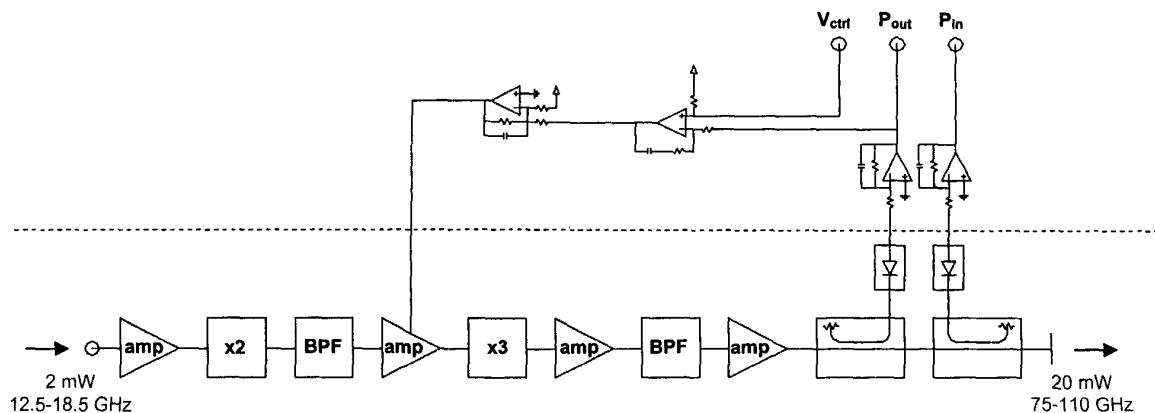 V_ctrl P_out P_in
amp x2 BPF amp x3 amp BPF amp
2 mW
12.5-18.5 GHz
20 mW
75-110 GHz